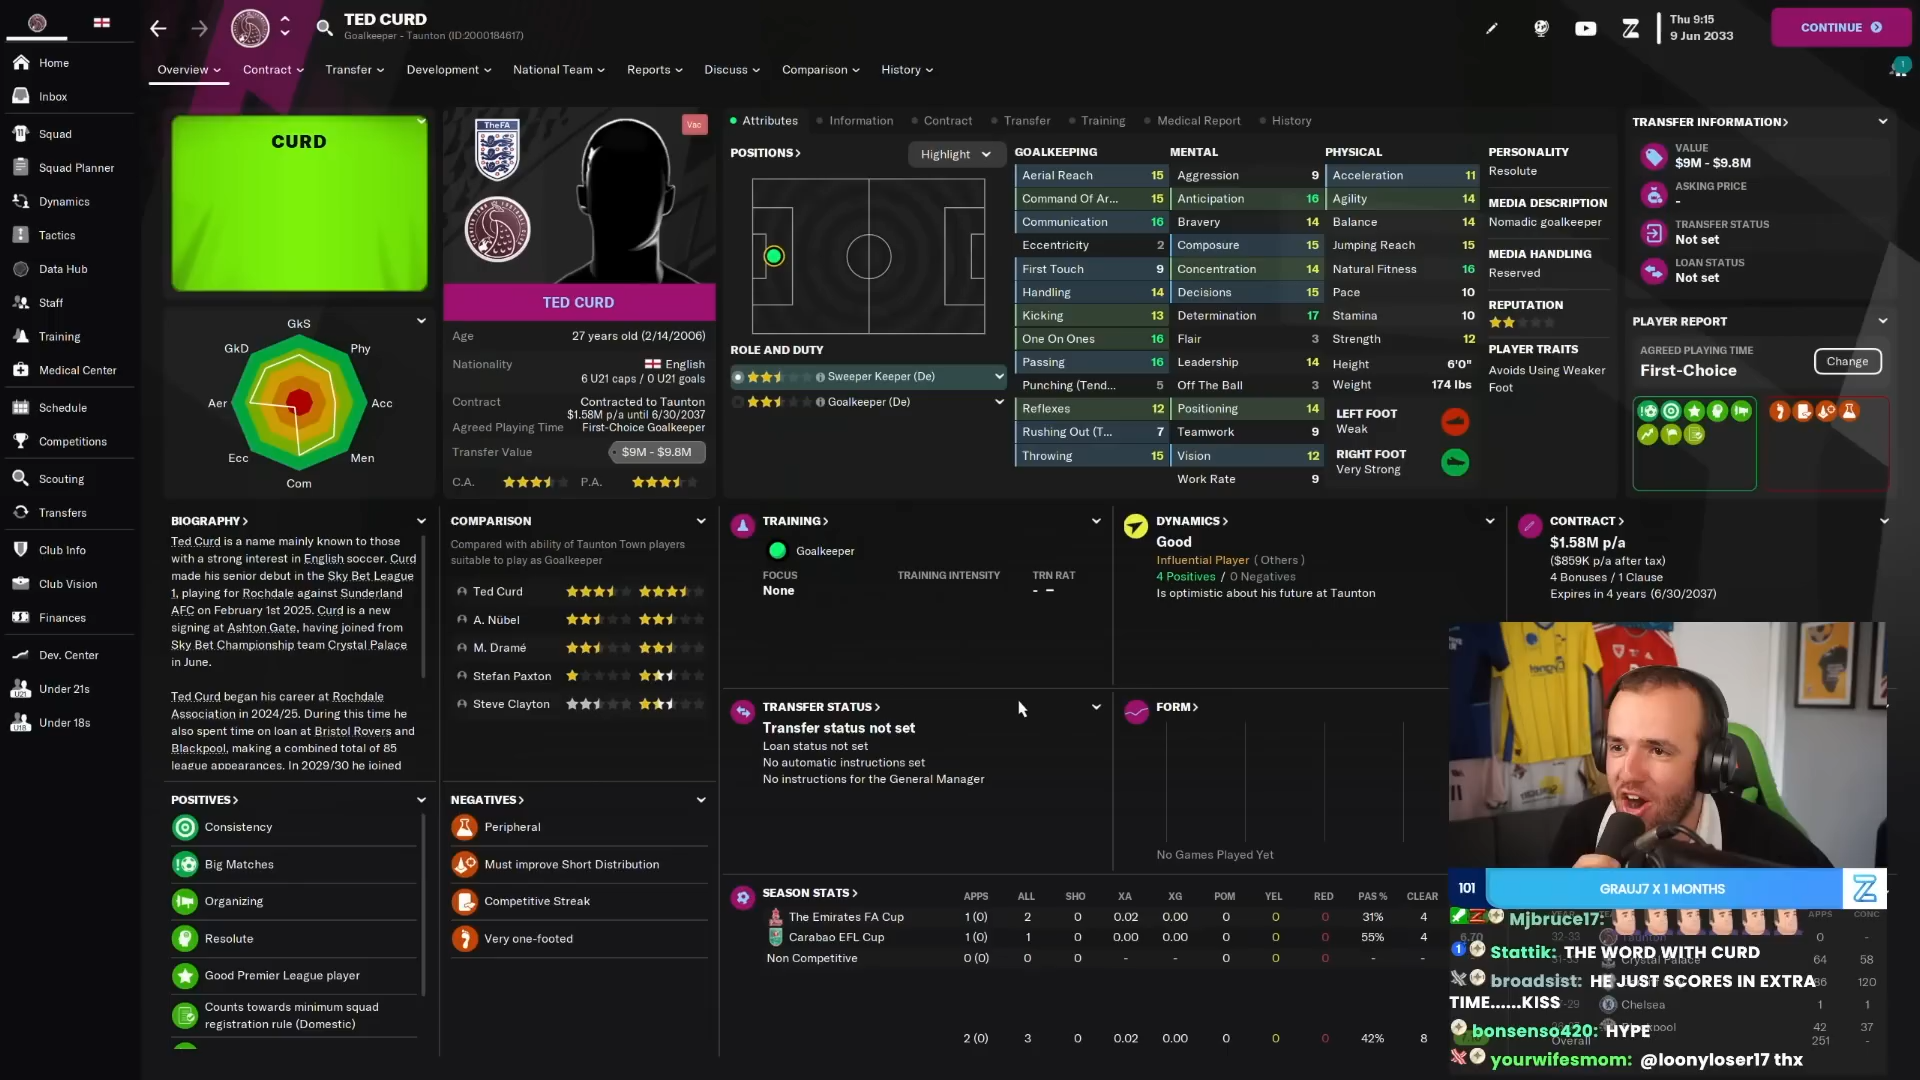 TED CURD
Goalkeeper - Taunton (ID:2000184617)
Thu 9:15
9 Jun 2033
CONTINUE
1
Overview
Contract
Transfer
Development
National Team
Reports
Discuss
Comparison
History
Home
Inbox
Squad
Squad Planner
Dynamics
Tactics
Data Hub
Staff
Training
Medical Center
Schedule
Competitions
Scouting
Transfers
Club Info
Club Vision
Finances
Dev. Center
Under 21s
Under 18s
CURD
GkS
Phy
Acc
Men
Com
Ecc
Aer
GkD
TheFA
Vac
TED CURD
Age 27 years old (2/14/2006)
Nationality English
6 U21 caps / 0 U21 goals
Contract Contracted to Taunton
$1.58M p/a until 6/30/2037
Agreed Playing Time First-Choice Goalkeeper
Transfer Value $9M - $9.8M
C.A. P.A.
Attributes
Information
Contract
Transfer
Training
Medical Report
History
POSITIONS>
Highlight
ROLE AND DUTY
Sweeper Keeper (De)
Goalkeeper (De)
GOALKEEPING
Aerial Reach 15
Command Of Ar... 15
Communication 16
Eccentricity 2
First Touch 9
Handling 14
Kicking 13
One On Ones 16
Passing 16
Punching (Tend... 5
Reflexes 12
Rushing Out (T... 7
Throwing 15
MENTAL
Aggression 9
Anticipation 16
Bravery 14
Composure 15
Concentration 14
Decisions 15
Determination 17
Flair 3
Leadership 14
Off The Ball 3
Positioning 14
Teamwork 9
Vision 12
Work Rate 9
PHYSICAL
Acceleration 11
Agility 14
Balance 14
Jumping Reach 15
Natural Fitness 16
Pace 10
Stamina 10
Strength 12
Height 6'0"
Weight 174 lbs
LEFT FOOT
Weak
RIGHT FOOT
Very Strong
PERSONALITY
Resolute
MEDIA DESCRIPTION
Nomadic goalkeeper
MEDIA HANDLING
Reserved
REPUTATION
PLAYER TRAITS
Avoids Using Weaker
Foot
TRANSFER INFORMATION>
VALUE
$9M - $9.8M
ASKING PRICE
-
TRANSFER STATUS
Not set
LOAN STATUS
Not set
PLAYER REPORT
AGREED PLAYING TIME
First-Choice
Change
BIOGRAPHY>
Ted Curd is a name mainly known to those
with a strong interest in English soccer. Curd
made his senior debut in the Sky Bet League
1, playing for Rochdale against Sunderland
AFC on February 1st 2025. Curd is a new
signing at Ashton Gate, having joined from
Sky Bet Championship team Crystal Palace
in June.
Ted Curd began his career at Rochdale
Association in 2024/25. During this time he
also spent time on loan at Bristol Rovers and
Blackpool, making a combined total of 85
league appearances. In 2029/30 he joined
COMPARISON
Compared with ability of Taunton Town players
suitable to play as Goalkeeper
Ted Curd
A. Nübel
M. Dramé
Stefan Paxton
Steve Clayton
TRAINING>
Goalkeeper
FOCUS TRAINING INTENSITY TRN RAT
None - -
DYNAMICS>
Good
Influential Player ( Others )
4 Positives / 0 Negatives
Is optimistic about his future at Taunton
CONTRACT>
$1.58M p/a
($859K p/a after tax)
4 Bonuses / 1 Clause
Expires in 4 years (6/30/2037)
TRANSFER STATUS>
Transfer status not set
Loan status not set
No automatic instructions set
No instructions for the General Manager
FORM>
No Games Played Yet
POSITIVES>
Consistency
Big Matches
Organizing
Resolute
Good Premier League player
Counts towards minimum squad
registration rule (Domestic)
NEGATIVES>
Peripheral
Must improve Short Distribution
Competitive Streak
Very one-footed
SEASON STATS> APPS ALL SHO XA XG POM YEL RED PAS % CLEAR
The Emirates FA Cup 1(0) 2 0 0.02 0.00 0 0 0 31% 4
Carabao EFL Cup 1(0) 1 0 0.00 0.00 0 0 0 55% 4
Non Competitive 0(0) 0 0 - - 0 0 0 - -
2(0) 3 0 0.02 0.00 0 0 0 42% 8
101 GRAUJ7 X 1 MONTHS
APPS CONC
Mjbruce17:
6.70 32-33 Taunton 0 -
Stattik: THE WORD WITH CURD
Crystal Palace 64 58
broadsist: HE JUST SCORES IN EXTRA
TIME......KISS
120
Chelsea 1 1
bonsenso420: HYPE
42 37
Overall 251 -
yourwifesmom: @loonyloser17 thx